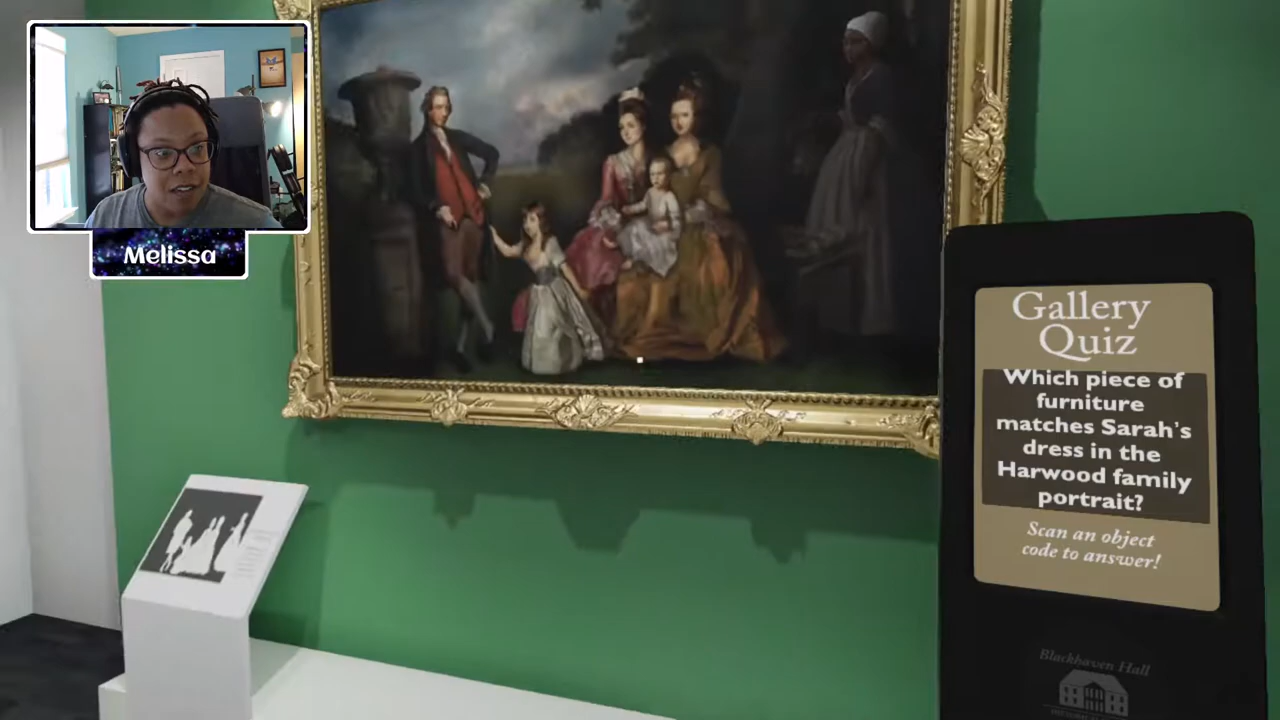 Melissa
Gallery
Quiz
Which piece of
furniture
matches Sarah's
dress in the
Harwood family
portrait?
Scan an object
code to answer!
Blackhaven Hall